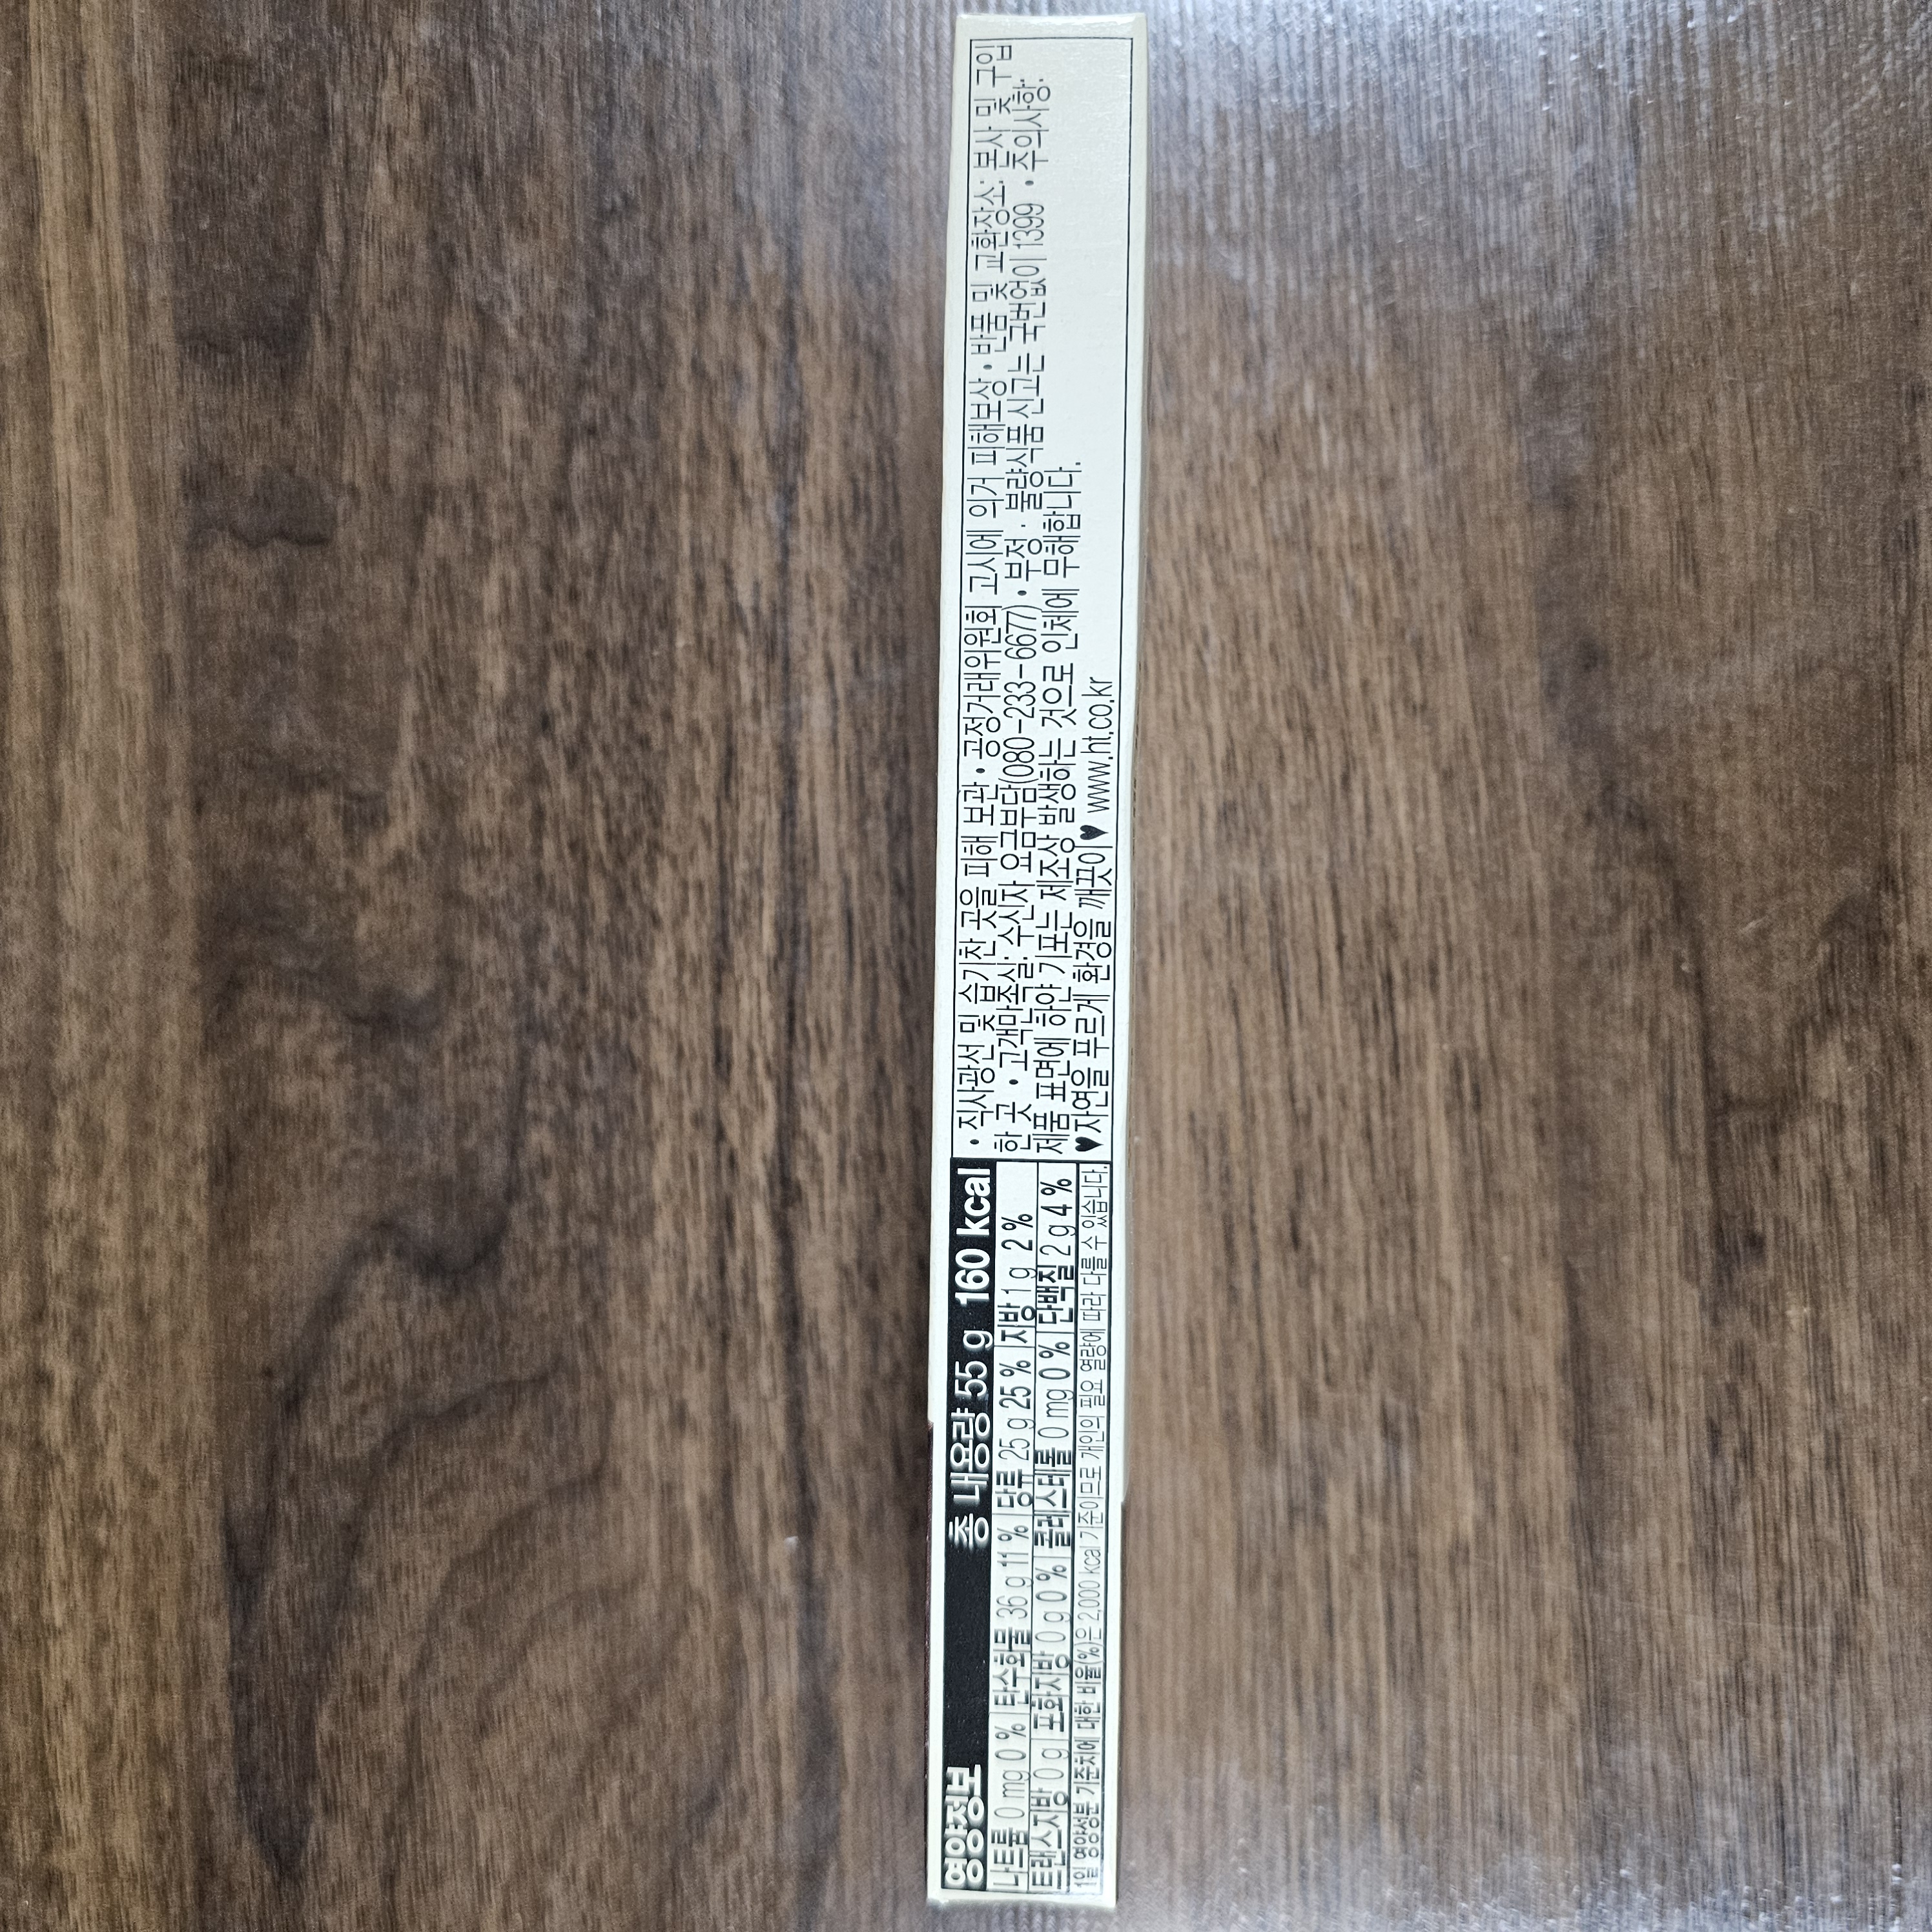 영양정보 총 내용량 55 g 160 kcal
나트륨 0 mg 0 % 탄수화물 36 g 11 % 당류 25 g 25 % 지방 1 g 2 %
트랜스지방 0 g 포화지방 0 g 0 % 콜레스테롤 0 mg 0 % 단백질 2 g 4 %
1일 영양성분 기준치에 대한 비율(%)은 2,000 kcal 기준이므로 개인의 필요 열량에 따라 다를 수 있습니다.
• 직사광선 및 습기찬 곳을 피해 보관 • 공정거래위원회 고시에 의거 피해보상 • 반품 및 교환장소: 본사 및 구입
한 곳 • 고객만족실: 수신자 요금부담(080-233-6677) • 부정 · 불량식품 신고는 국번없이 1399 • 주의사항:
제품 표면에 하얀 기포는 제조상 발생하는 것으로 인체에 무해합니다.
♥자연을 푸르게 환경을 깨끗이♥ www.ht.co.kr